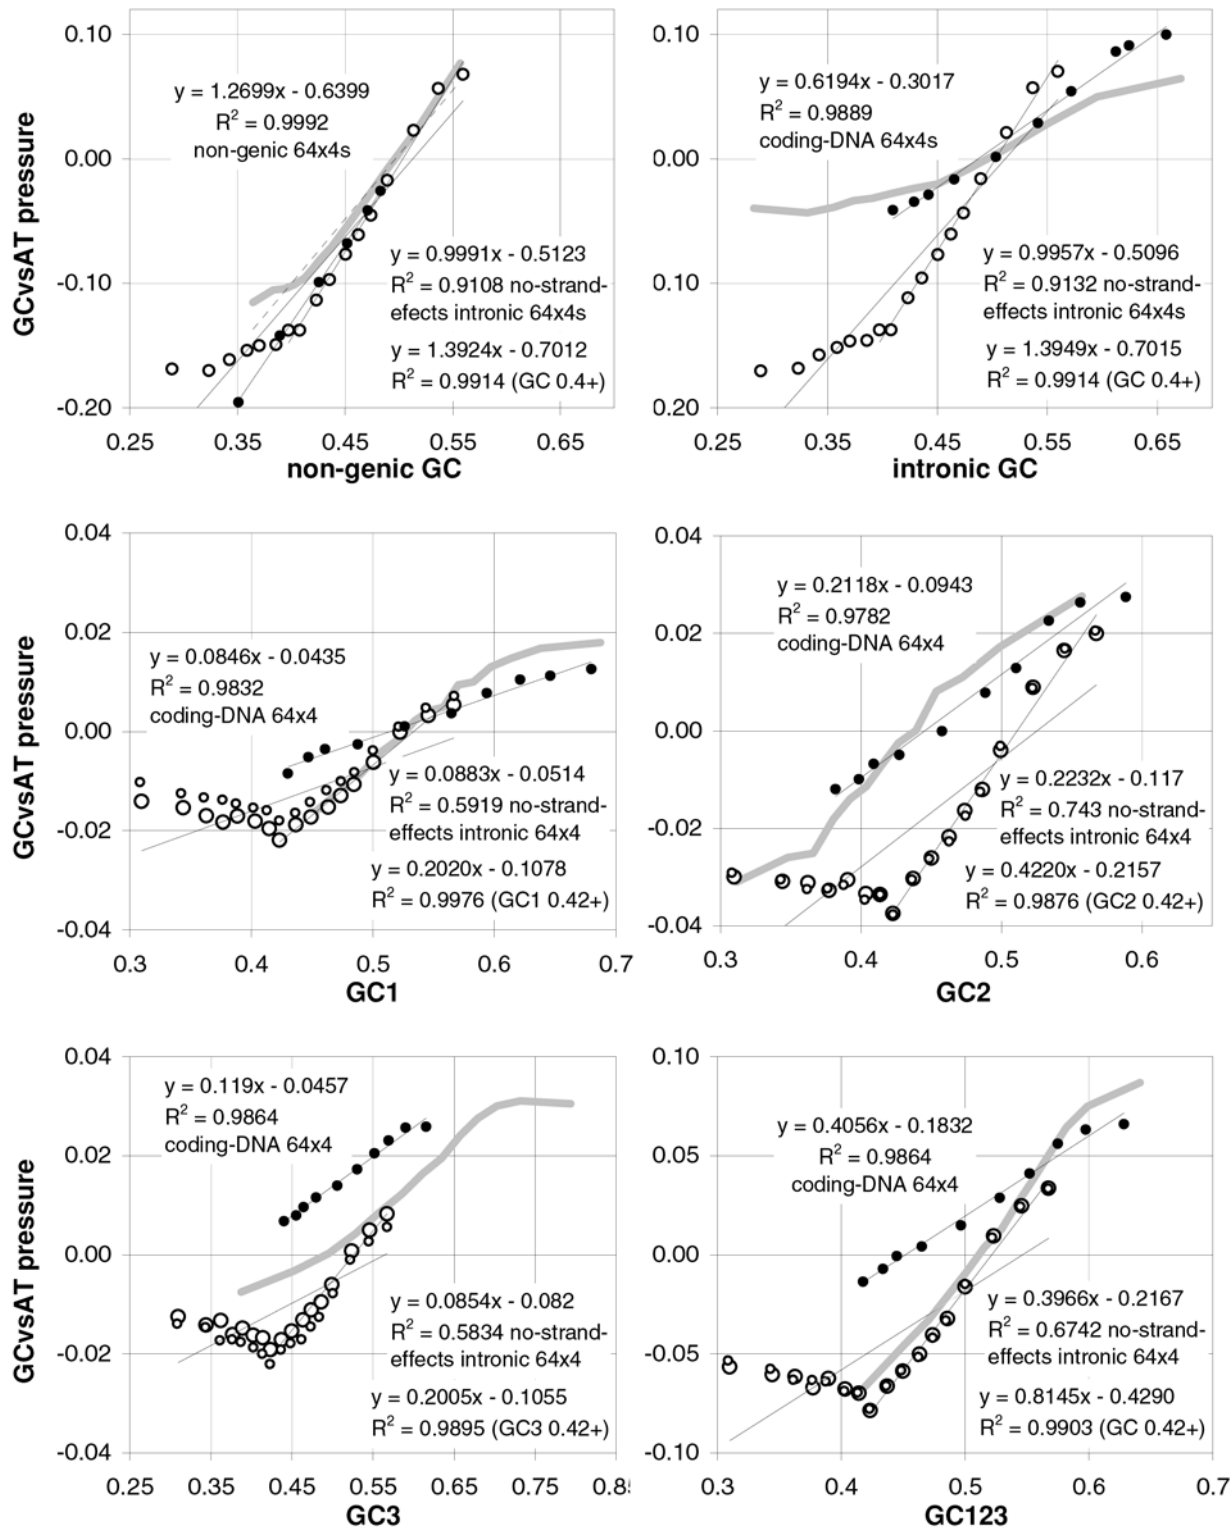 0.10
y = 1.2699x - 0.6399
R² = 0.9992
non-genic 64x4s
0.00
GCvsAT pressure
y = 0.9991x - 0.5123
R² = 0.9108 no-strand-
effects intronic 64x4s
-0.10
y = 1.3924x - 0.7012
R² = 0.9914 (GC 0.4+)
-0.20
0.25 0.35 0.45 0.55 0.65
non-genic GC
0.10
y = 0.6194x - 0.3017
R² = 0.9889
coding-DNA 64x4s
0.00
y = 0.9957x - 0.5096
R² = 0.9132 no-strand-
effects intronic 64x4s
0.10
y = 1.3949x - 0.7015
R² = 0.9914 (GC 0.4+)
0.20
0.25 0.35 0.45 0.55 0.65
intronic GC
0.04
0.02
y = 0.0846x - 0.0435
R² = 0.9832
coding-DNA 64x4
0.00
GCvsAT pressure
y = 0.0883x - 0.0514
R² = 0.5919 no-strand-
effects intronic 64x4
-0.02
y = 0.2020x - 0.1078
R² = 0.9976 (GC1 0.42+)
-0.04
0.3 0.4 0.5 0.6 0.7
GC1
0.04
y = 0.2118x - 0.0943
R² = 0.9782
coding-DNA 64x4
0.02
0.00
y = 0.2232x - 0.117
R² = 0.743 no-strand-
effects intronic 64x4
-0.02
y = 0.4220x - 0.2157
R² = 0.9876 (GC2 0.42+)
-0.04
0.3 0.4 0.5 0.6
GC2
0.04
y = 0.119x - 0.0457
R² = 0.9864
coding-DNA 64x4
0.02
0.00
GCvsAT pressure
y = 0.0854x - 0.082
R² = 0.5834 no-strand-
effects intronic 64x4
-0.02
y = 0.2005x - 0.1055
R² = 0.9895 (GC3 0.42+)
-0.04
0.25 0.35 0.45 0.55 0.65 0.75
GC3
0.10
y = 0.4056x - 0.1832
R² = 0.9864
coding-DNA 64x4
0.05
0.00
y = 0.3966x - 0.2167
R² = 0.6742 no-strand-
effects intronic 64x4
-0.05
y = 0.8145x - 0.4290
R² = 0.9903 (GC 0.42+)
-0.10
0.3 0.4 0.5 0.6 0.7
GC123